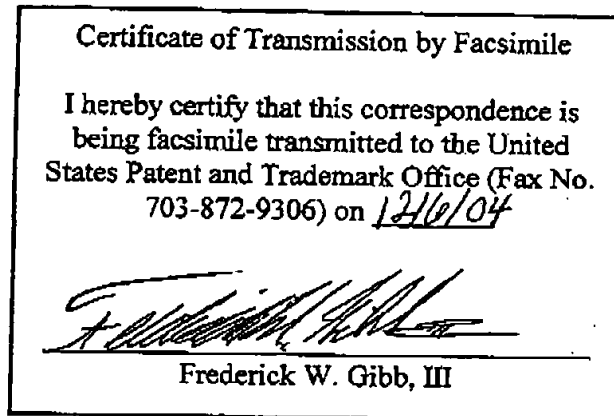 Certificate of Transmission by Facsimile
I hereby certify that this correspondence is
being facsimile transmitted to the United
States Patent and Trademark Office (Fax No.
703-872-9306) on 12/6/04
Frederick W. Gibb, III